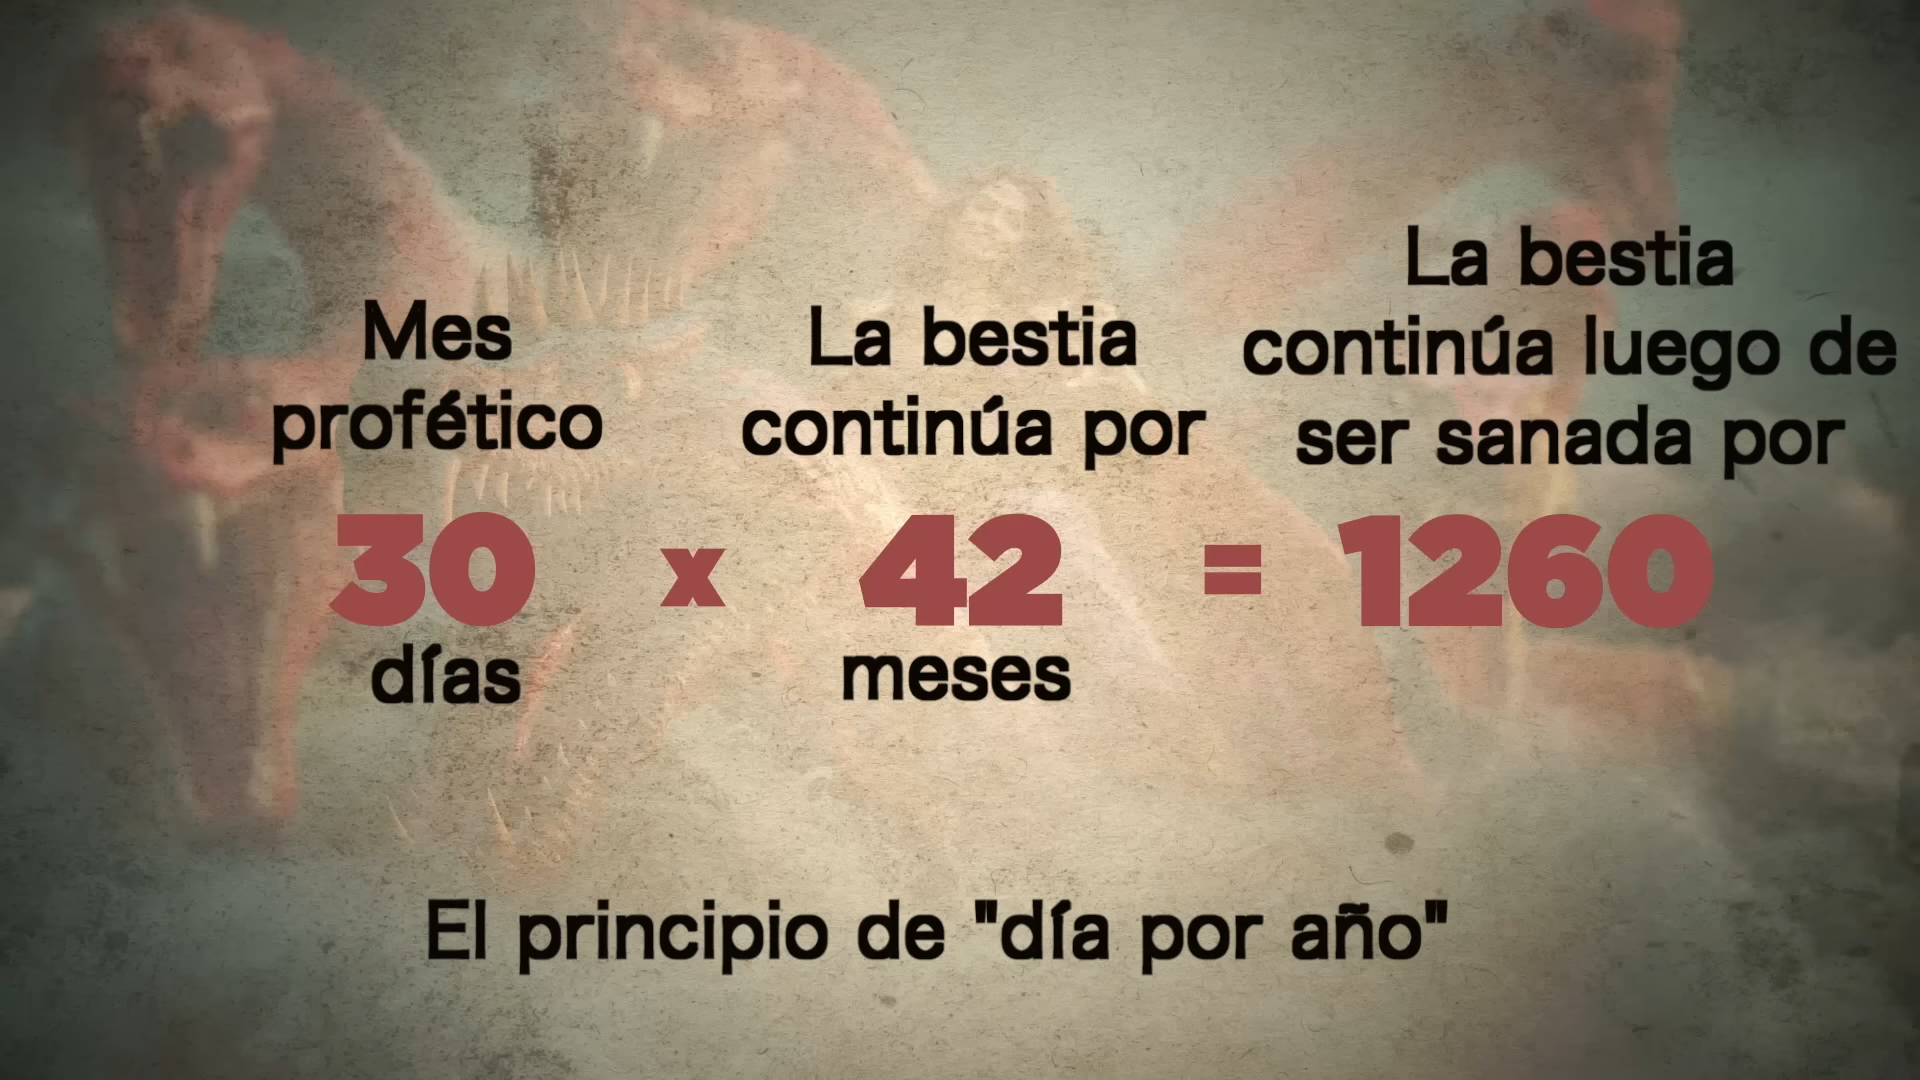 Mes
profético
30
días
x
La bestia
continúa por
42
meses
=
La bestia
continúa luego de
ser sanada por
1260
El principio de "día por año"